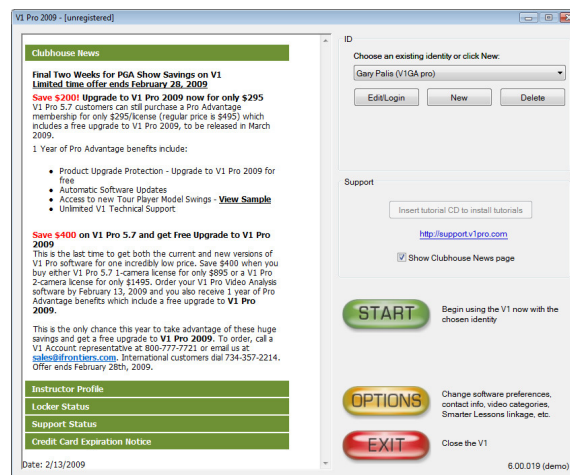 V1 Pro 2009 - [unregistered]
Clubhouse News
Final Two Weeks for PGA Show Savings on V1
Limited time offer ends February 28, 2009
Save $200! Upgrade to V1 Pro 2009 now for only $295
V1 Pro 5.7 customers can still purchase a Pro Advantage
membership for only $295/license (regular price is $495) which
includes a free upgrade to V1 Pro 2009, to be released in March
2009.
1 Year of Pro Advantage benefits include:
• Product Upgrade Protection - Upgrade to V1 Pro 2009 for
free
• Automatic Software Updates
• Access to new Tour Player Model Swings - View Sample
• Unlimited V1 Technical Support
Save $400 on V1 Pro 5.7 and get Free Upgrade to V1 Pro
2009
This is the last time to get both the current and new versions of
V1 Pro software for one incredibly low price. Save $400 when you
buy either V1 Pro 5.7 1-camera license for only $895 or a V1 Pro
2-camera license for only $1495. Order your V1 Pro Video Analysis
software by February 13, 2009 and you also receive 1 year of Pro
Advantage benefits which include a free upgrade to V1 Pro
2009.
This is the only chance this year to take advantage of these huge
savings and get a free upgrade to V1 Pro 2009. To order, call a
V1 Account representative at 800-777-7721 or email us at
sales@ifrontiers.com. International customers dial 734-357-2214.
Offer ends February 28th, 2009.
Instructor Profile
Locker Status
Support Status
Credit Card Expiration Notice
Date: 2/13/2009
ID
Choose an existing identity or click New:
Gary Palis (V1GA pro)
Edit/Login New Delete
Support
Insert tutorial CD to install tutorials
http://support.v1pro.com
Show Clubhouse News page
START
Begin using the V1 now with the
chosen identity
OPTIONS
Change software preferences,
contact info, video categories,
Smarter Lessons linkage, etc.
EXIT
Close the V1
6.00.019 (demo)